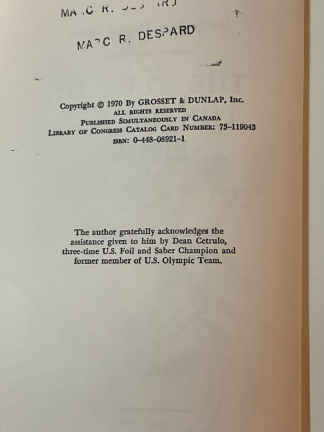 MARC R. DESPARD
Copyright © 1970 By GROSSET & DUNLAP, Inc.
ALL RIGHTS RESERVED
Published Simultaneously in Canada
Library of Congress Catalog Card Number: 75-119043
ISBN: 0-448-08921-1
The author gratefully acknowledges the
assistance given to him by Dean Cetrulo,
three-time U.S. Foil and Saber Champion and
former member of U.S. Olympic Team.